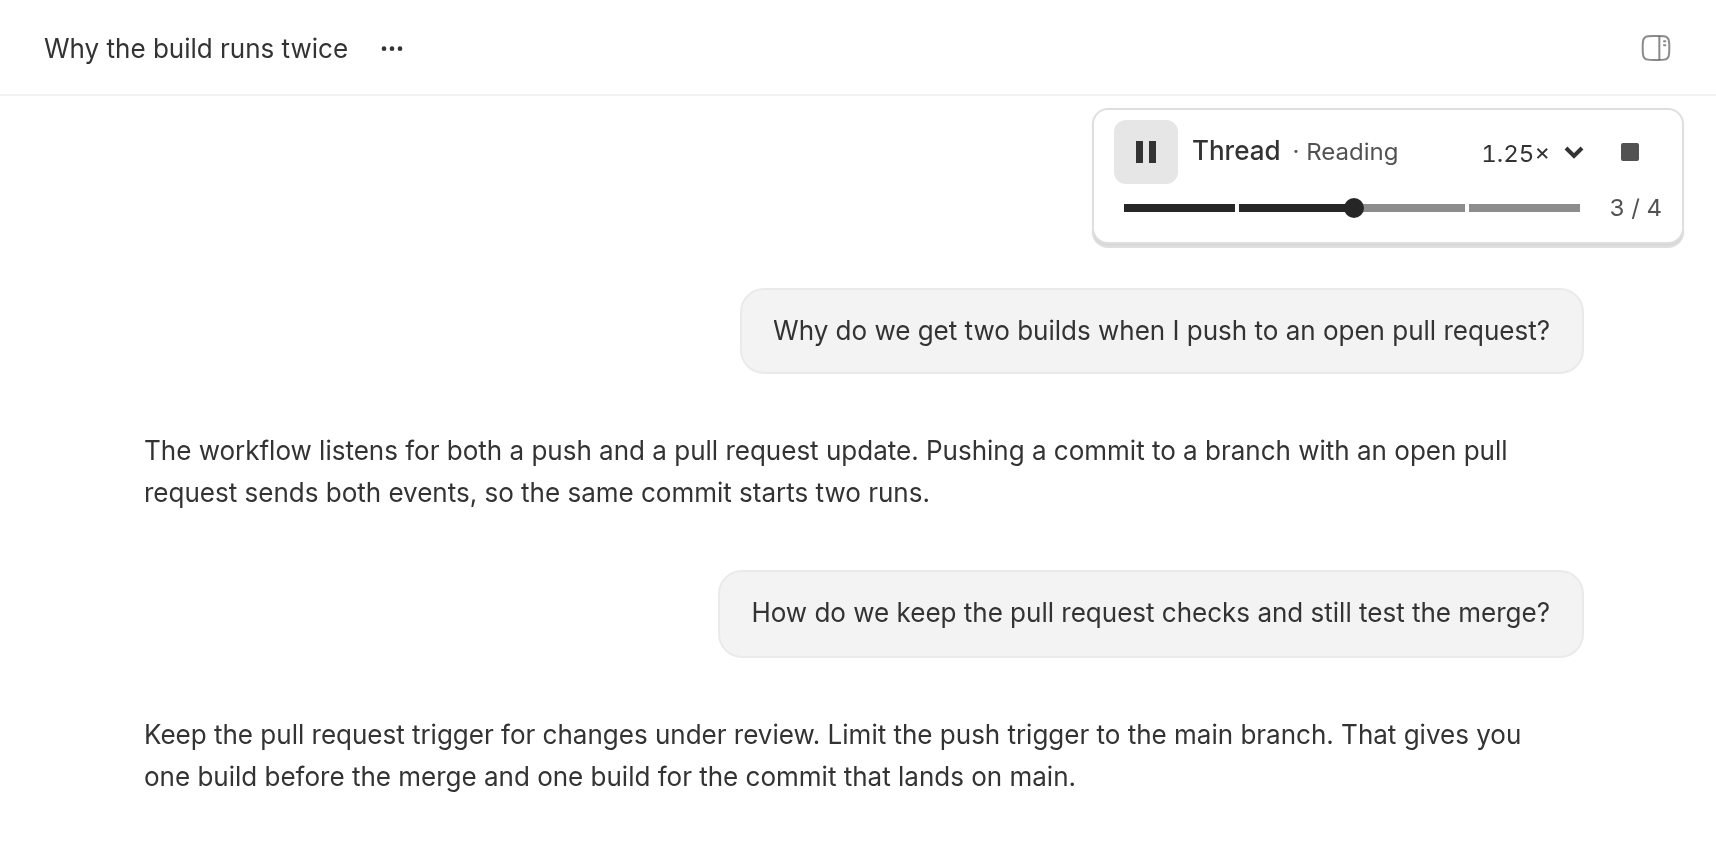 Why the build runs twice
Thread · Reading 1.25×
3 / 4
Why do we get two builds when I push to an open pull request?
The workflow listens for both a push and a pull request update. Pushing a commit to a branch with an open pull
request sends both events, so the same commit starts two runs.
How do we keep the pull request checks and still test the merge?
Keep the pull request trigger for changes under review. Limit the push trigger to the main branch. That gives you
one build before the merge and one build for the commit that lands on main.